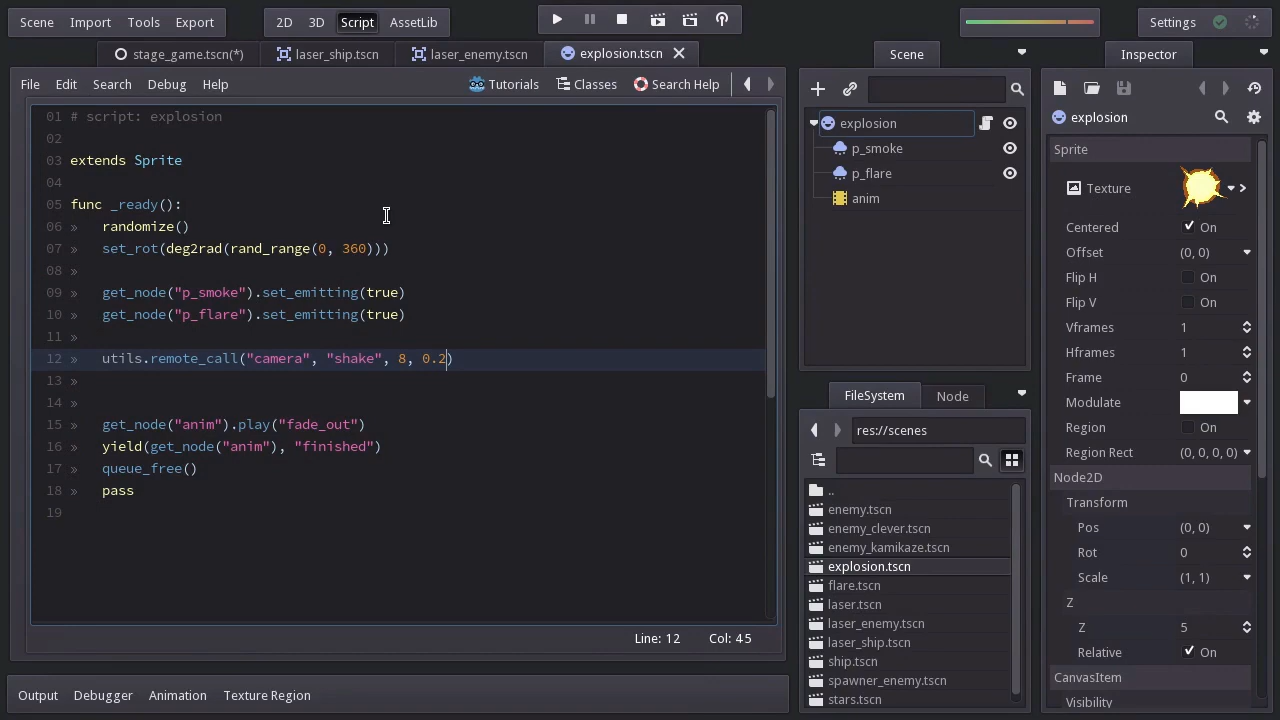 Scene Import Tools Export 2D 3D Script AssetLib Settings
stage_game.tscn(*) laser_ship.tscn laser_enemy.tscn explosion.tscn
File Edit Search Debug Help Tutorials Classes Search Help
01 # script: explosion
02
03 extends Sprite
04
05 func _ready():
06 » randomize()
07 » set_rot(deg2rad(rand_range(0, 360)))
08 »
09 » get_node("p_smoke").set_emitting(true)
10 » get_node("p_flare").set_emitting(true)
11 »
12 » utils.remote_call("camera", "shake", 8, 0.2)
13 »
14 »
15 » get_node("anim").play("fade_out")
16 » yield(get_node("anim"), "finished")
17 » queue_free()
18 » pass
19
Line: 12 Col: 45
Output Debugger Animation Texture Region
Scene
explosion
p_smoke
p_flare
anim
FileSystem Node
res://scenes
..
enemy.tscn
enemy_clever.tscn
enemy_kamikaze.tscn
explosion.tscn
flare.tscn
laser.tscn
laser_enemy.tscn
laser_ship.tscn
ship.tscn
spawner_enemy.tscn
stars.tscn
Inspector
explosion
Sprite
Texture
Centered On
Offset (0, 0)
Flip H On
Flip V On
Vframes 1
Hframes 1
Frame 0
Modulate
Region On
Region Rect (0, 0, 0, 0)
Node2D
Transform
Pos (0, 0)
Rot 0
Scale (1, 1)
Z
Z 5
Relative On
CanvasItem
Visibility